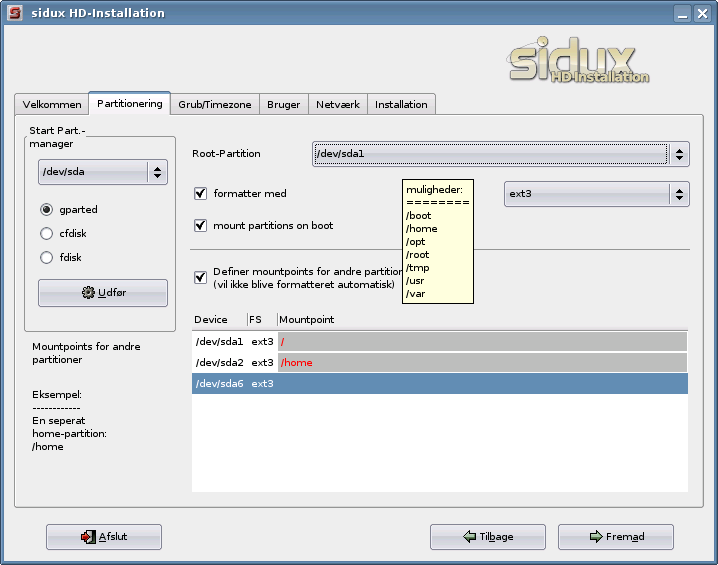 sidux HD-Installation
sidux
HD-Installation
Velkommen
Partitionering
Grub/Timezone
Bruger
Netværk
Installation
Start Part.-
manager
/dev/sda
gparted
cfdisk
fdisk
Udfør
Mountpoints for andre
partitioner
Eksempel:
------------
En seperat
home-partition:
/home
Root-Partition
/dev/sda1
formatter med
ext3
mount partitions on boot
muligheder:
========
/boot
/home
/opt
/root
/tmp
/usr
/var
Definer mountpoints for andre partition
(vil ikke blive formatteret automatisk)
Device FS Mountpoint
/dev/sda1 ext3 /
/dev/sda2 ext3 /home
/dev/sda6 ext3
Afslut
Tilbage
Fremad